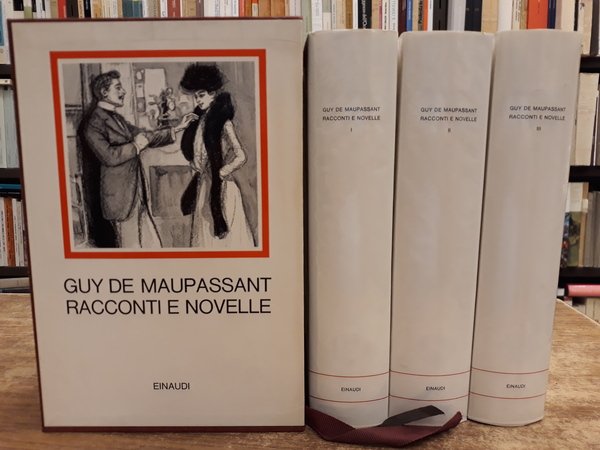 GUY DE MAUPASSANT
RACCONTI E NOVELLE
EINAUDI
GUY DE MAUPASSANT
RACCONTI E NOVELLE
I
EINAUDI
GUY DE MAUPASSANT
RACCONTI E NOVELLE
II
EINAUDI
GUY DE MAUPASSANT
RACCONTI E NOVELLE
III
EINAUDI